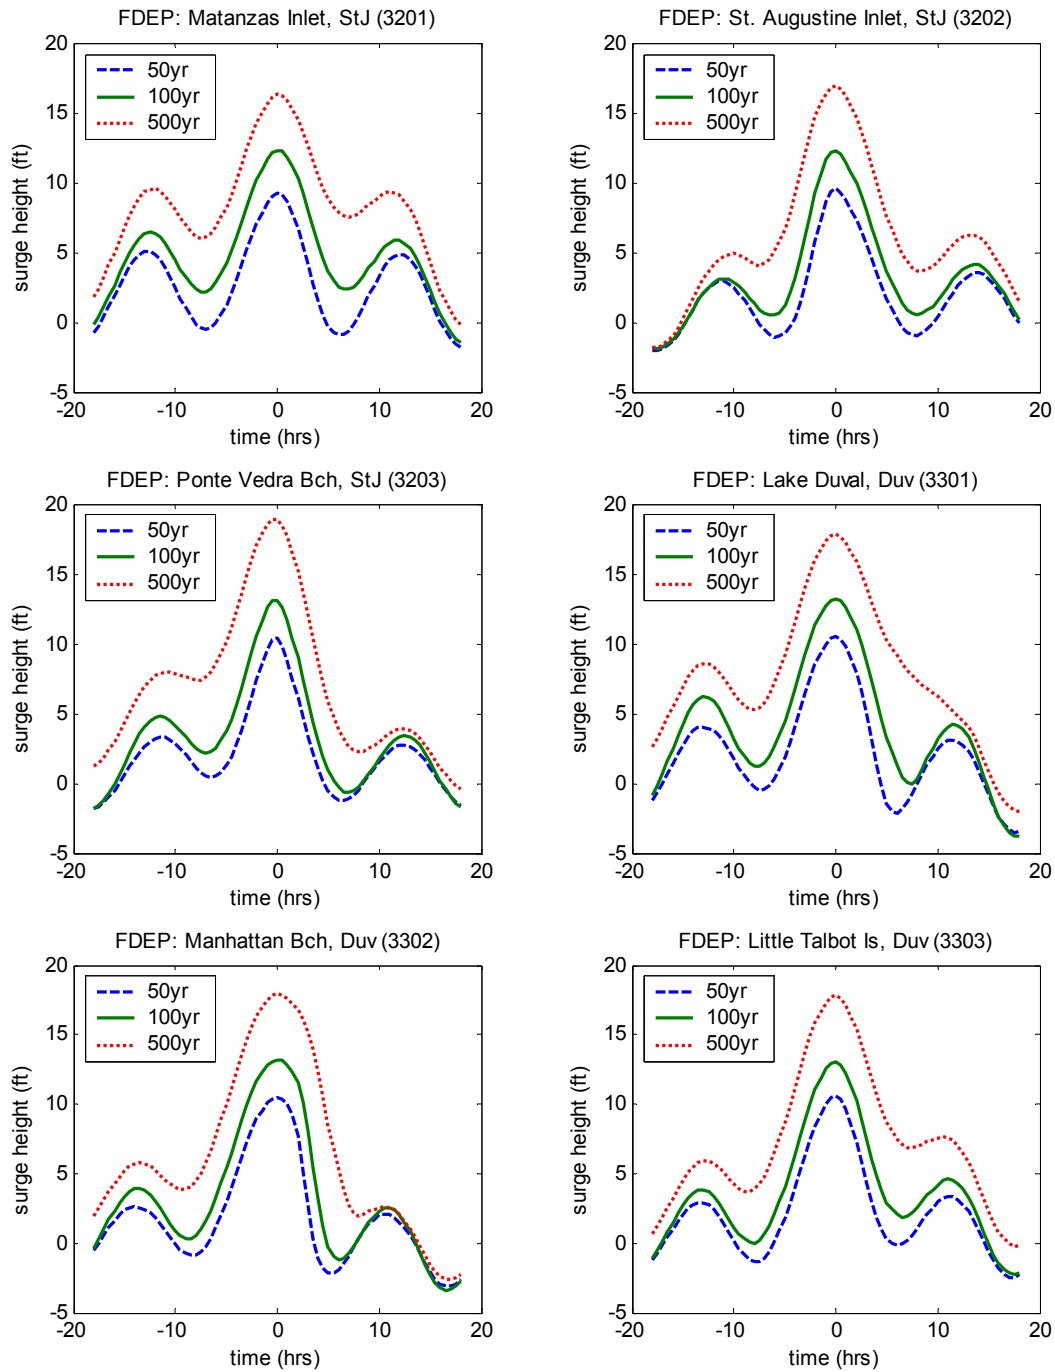 FDEP: Matanzas Inlet, StJ (3201)
20
15
10
5
0
-5
surge height (ft)
50yr
100yr
500yr
-20
-10
0
10
20
time (hrs)
FDEP: St. Augustine Inlet, StJ (3202)
20
15
10
5
0
-5
surge height (ft)
50yr
100yr
500yr
-20
-10
0
10
20
time (hrs)
FDEP: Ponte Vedra Bch, StJ (3203)
20
15
10
5
0
-5
surge height (ft)
50yr
100yr
500yr
-20
-10
0
10
20
time (hrs)
FDEP: Lake Duval, Duv (3301)
20
15
10
5
0
-5
surge height (ft)
50yr
100yr
500yr
-20
-10
0
10
20
time (hrs)
FDEP: Manhattan Bch, Duv (3302)
20
15
10
5
0
-5
surge height (ft)
50yr
100yr
500yr
-20
-10
0
10
20
time (hrs)
FDEP: Little Talbot Is, Duv (3303)
20
15
10
5
0
-5
surge height (ft)
50yr
100yr
500yr
-20
-10
0
10
20
time (hrs)